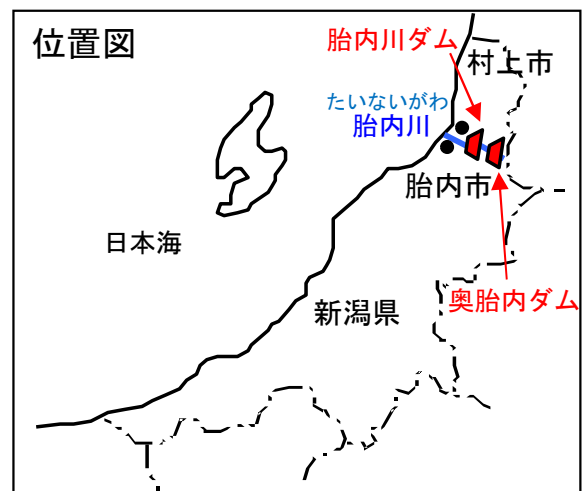 位置図
胎内川ダム
村上市
たいないがわ
胎内川
胎内市
日本海
奥胎内ダム
新潟県